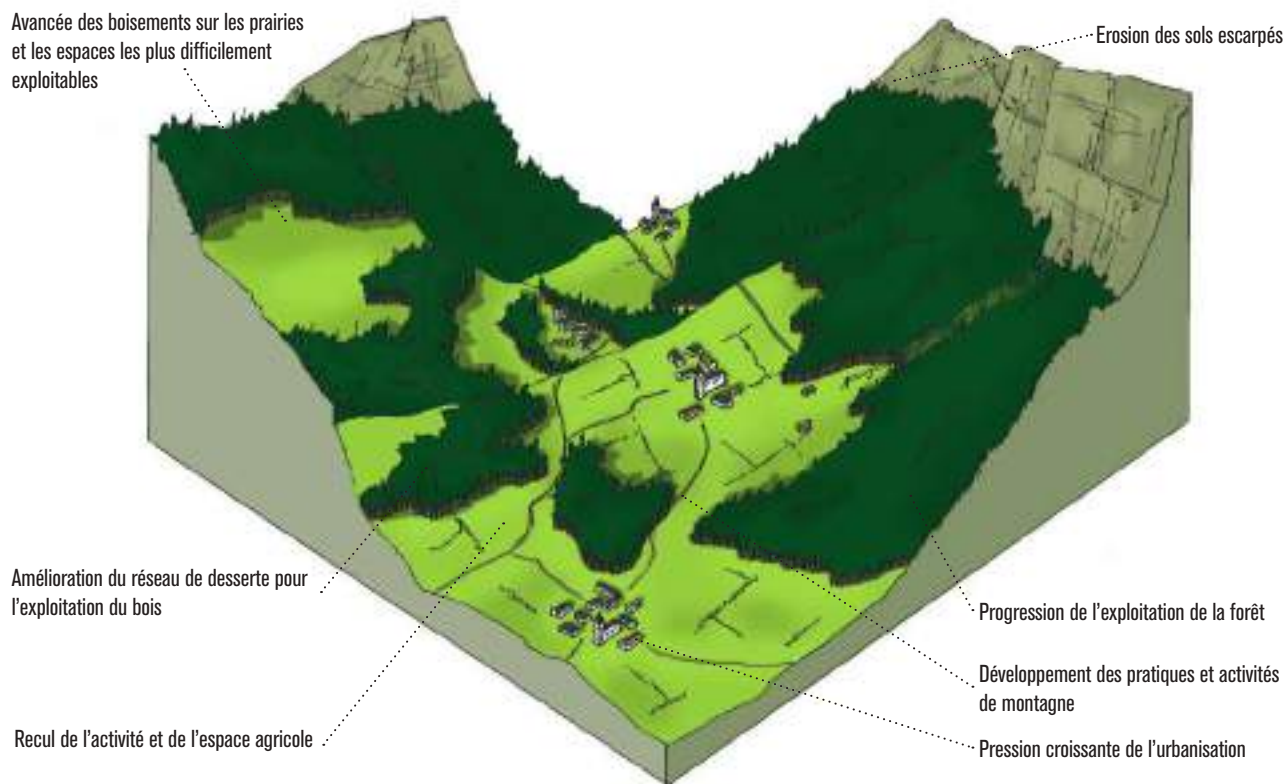 Avancée des boisements sur les prairies
et les espaces les plus difficilement
exploitables
Erosion des sols escarpés
Amélioration du réseau de desserte pour
l'exploitation du bois
Recul de l'activité et de l'espace agricole
Progression de l'exploitation de la forêt
Développement des pratiques et activités
de montagne
Pression croissante de l'urbanisation